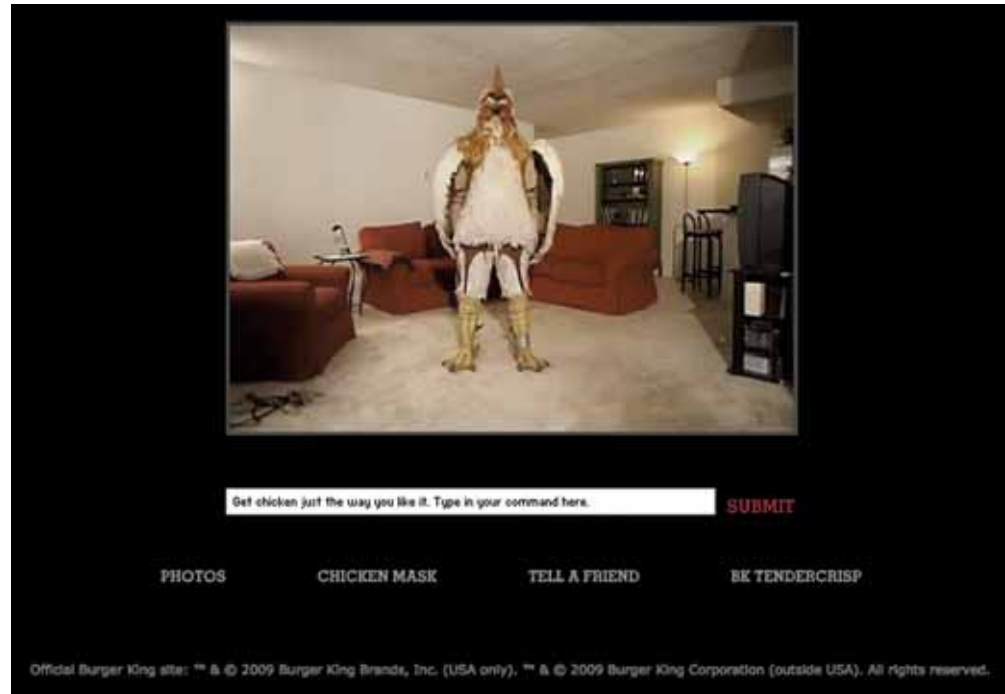 Get chicken just the way you like it. Type in your command here.
SUBMIT
PHOTOS
CHICKEN MASK
TELL A FRIEND
BK TENDERCRISP
Official Burger King site: ™ & © 2009 Burger King Brands, Inc. (USA only). ™ & © 2009 Burger King Corporation (outside USA). All rights reserved.